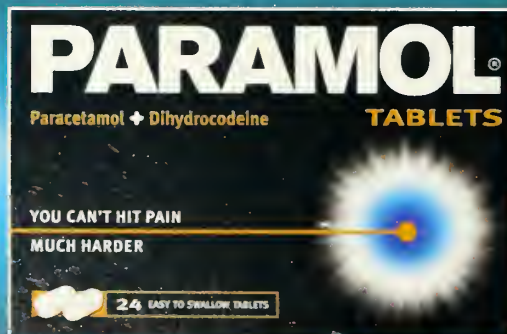 PARAMOL®
Paracetamol + Dihydrocodeine
TABLETS
YOU CAN'T HIT PAIN
MUCH HARDER
24 EASY TO SWALLOW TABLETS